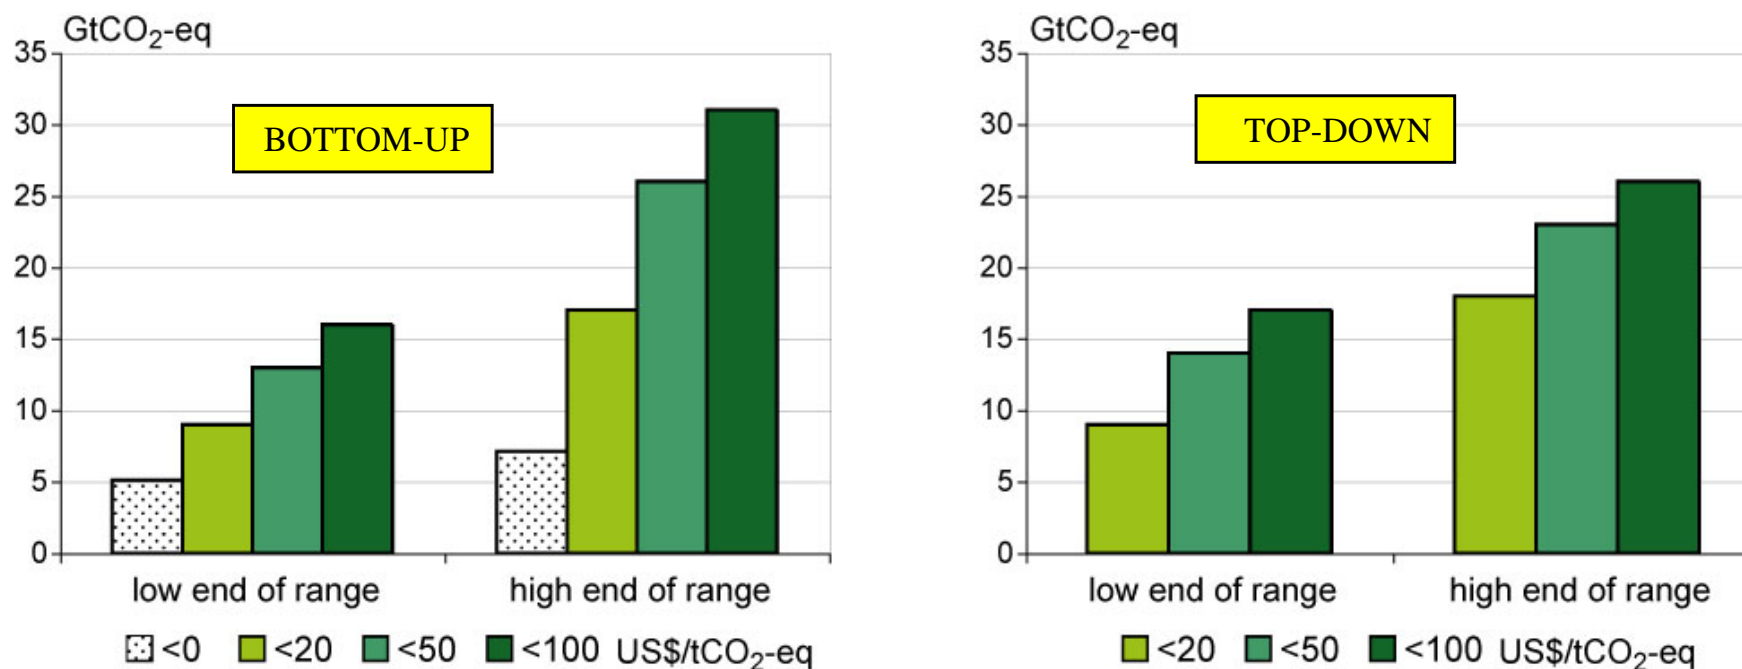 GtCO₂-eq
35
30
25
20
15
10
5
0
BOTTOM-UP
low end of range
high end of range
<0 <20 <50 <100 US$/tCO₂-eq
GtCO₂-eq
35
30
25
20
15
10
5
0
TOP-DOWN
low end of range
high end of range
<20 <50 <100 US$/tCO₂-eq